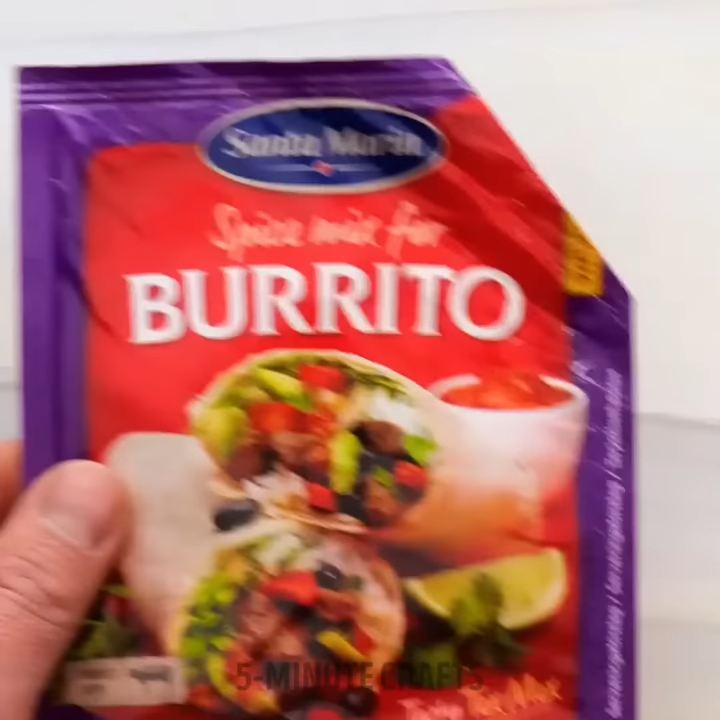 Santa Maria
Spice mix for
BURRITO
5-MINUTE CRAFTS
Tex Mex